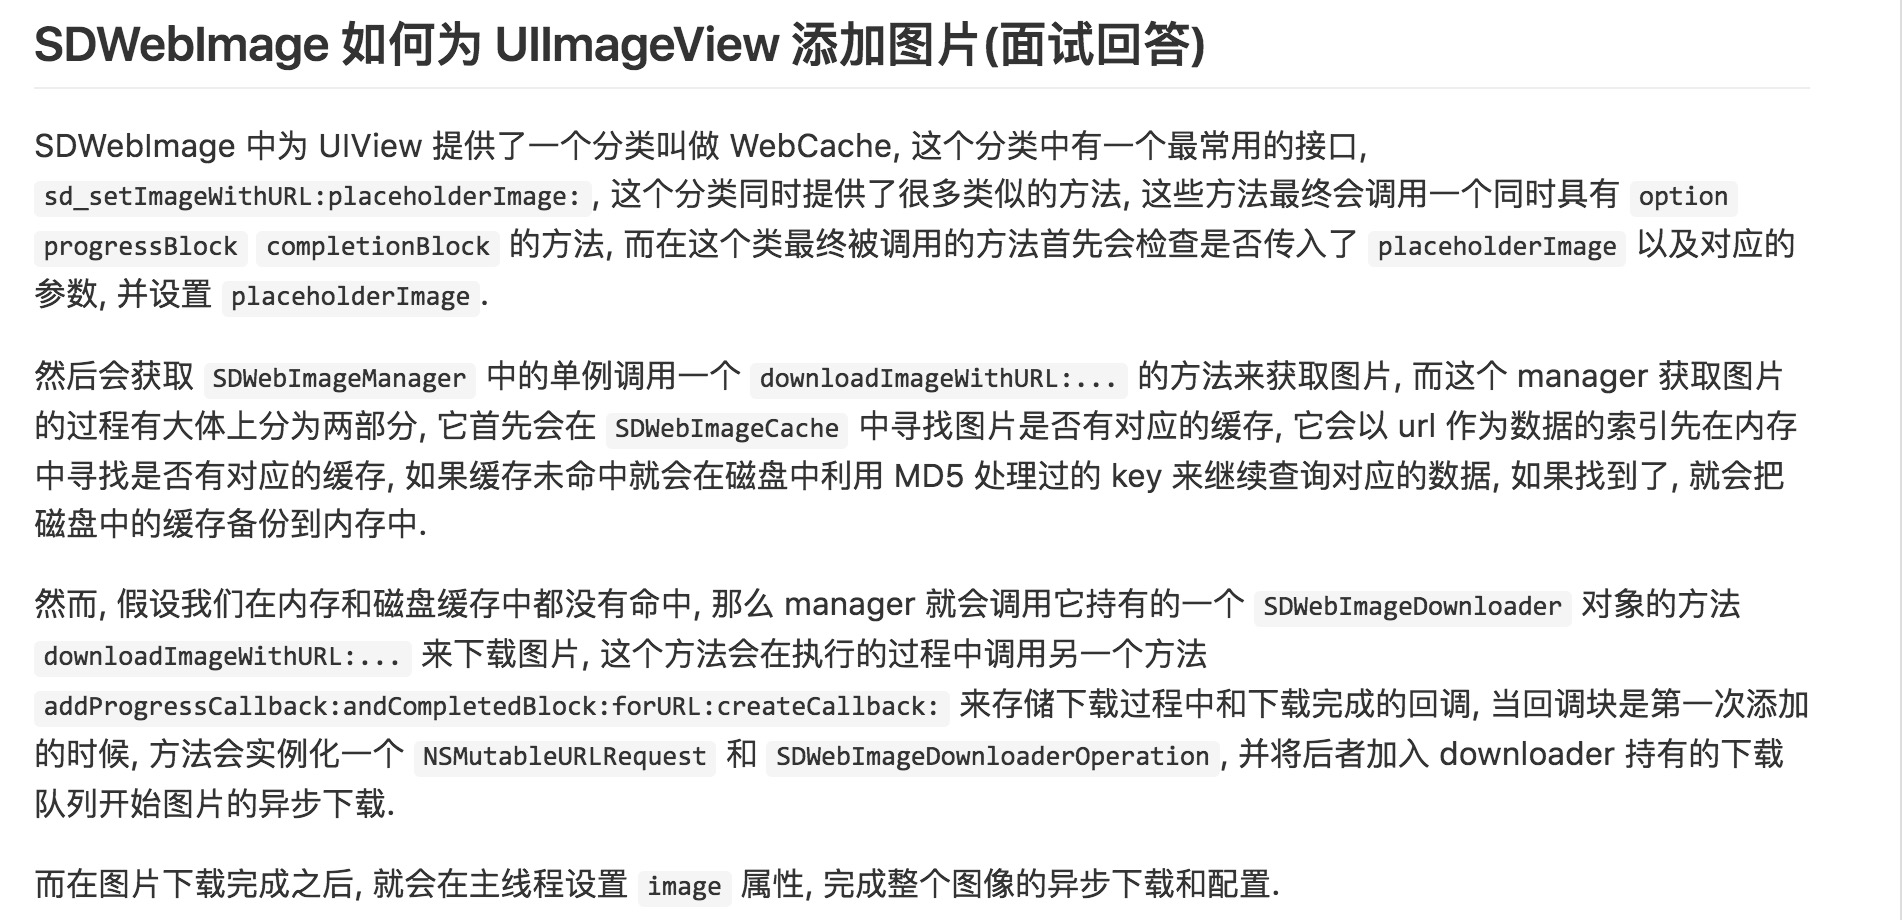 SDWebImage 如何为 UIImageView 添加图片(面试回答)
SDWebImage 中为 UIView 提供了一个分类叫做 WebCache, 这个分类中有一个最常用的接口,
sd_setImageWithURL:placeholderImage:, 这个分类同时提供了很多类似的方法, 这些方法最终会调用一个同时具有 option
progressBlock completionBlock 的方法, 而在这个类最终被调用的方法首先会检查是否传入了 placeholderImage 以及对应的
参数, 并设置 placeholderImage.
然后会获取 SDWebImageManager 中的单例调用一个 downloadImageWithURL:... 的方法来获取图片, 而这个 manager 获取图片
的过程有大体上分为两部分, 它首先会在 SDWebImageCache 中寻找图片是否有对应的缓存, 它会以 url 作为数据的索引先在内存
中寻找是否有对应的缓存, 如果缓存未命中就会在磁盘中利用 MD5 处理过的 key 来继续查询对应的数据, 如果找到了, 就会把
磁盘中的缓存备份到内存中.
然而, 假设我们在内存和磁盘缓存中都没有命中, 那么 manager 就会调用它持有的一个 SDWebImageDownloader 对象的方法
downloadImageWithURL:... 来下载图片, 这个方法会在执行的过程中调用另一个方法
addProgressCallback:andCompletedBlock:forURL:createCallback: 来存储下载过程中和下载完成的回调, 当回调块是第一次添加
的时候, 方法会实例化一个 NSMutableURLRequest 和 SDWebImageDownloaderOperation, 并将后者加入 downloader 持有的下载
队列开始图片的异步下载.
而在图片下载完成之后, 就会在主线程设置 image 属性, 完成整个图像的异步下载和配置.